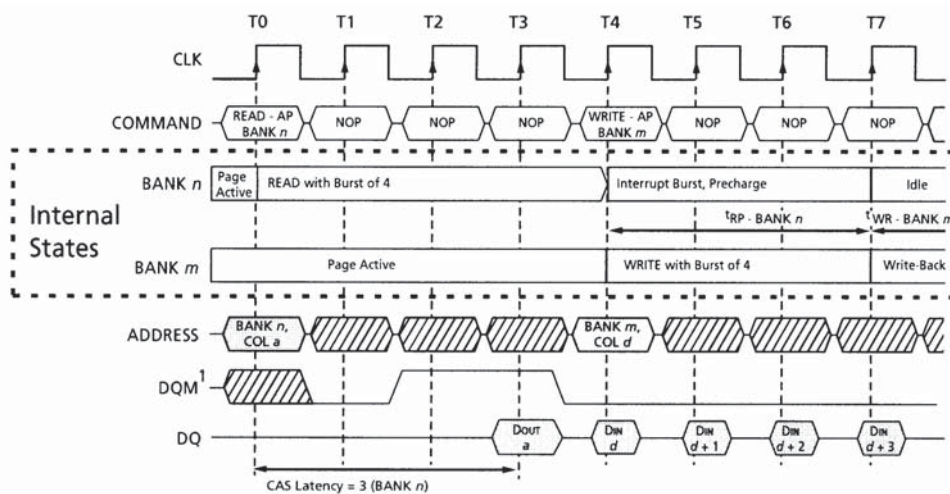 T0 T1 T2 T3 T4 T5 T6 T7
CLK
COMMAND READ - AP BANK n NOP NOP NOP WRITE - AP BANK m NOP NOP NOP
BANK n Page Active READ with Burst of 4 Interrupt Burst, Precharge Idle
tRP - BANK n tWR - BANK m
Internal States
BANK m Page Active WRITE with Burst of 4 Write-Back
ADDRESS BANK n, COL a BANK m, COL d
DQM1
DQ DOUT a DIN d DIN d + 1 DIN d + 2 DIN d + 3
CAS Latency = 3 (BANK n)